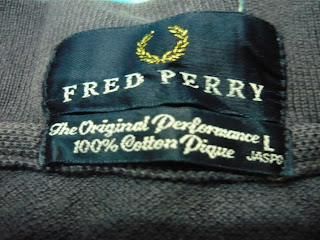 FRED PERRY
The Original Performance
100% Cotton Pique
L
JASPO